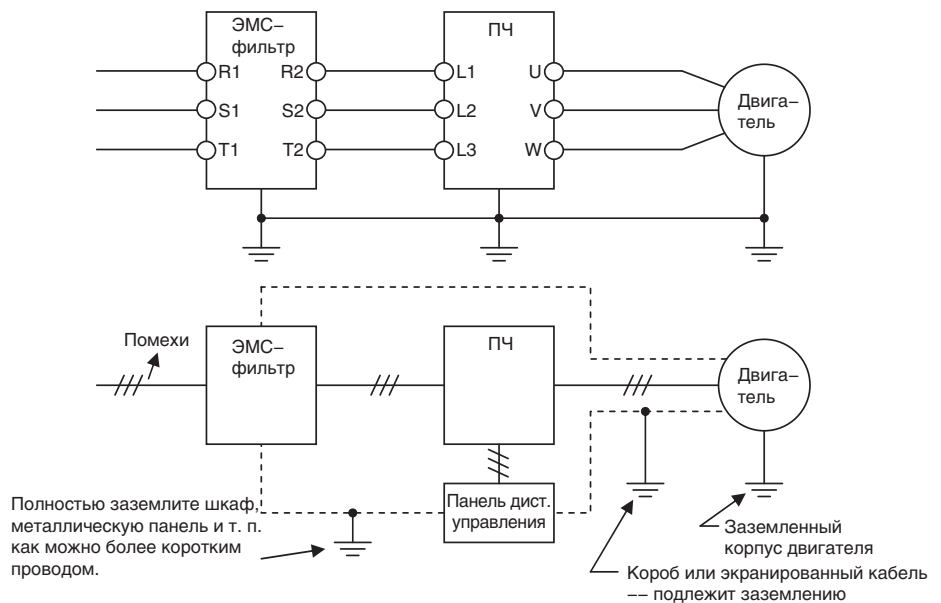 ЭМС–
фильтр
ПЧ
R1 R2 L1 U
S1 S2 L2 V
T1 T2 L3 W
Двига–
тель
Помехи
ЭМС–
фильтр
ПЧ
Двига–
тель
Панель дист.
управления
Полностью заземлите шкаф,
металлическую панель и т. п.
как можно более коротким
проводом.
Заземленный
корпус двигателя
Короб или экранированный кабель
–– подлежит заземлению